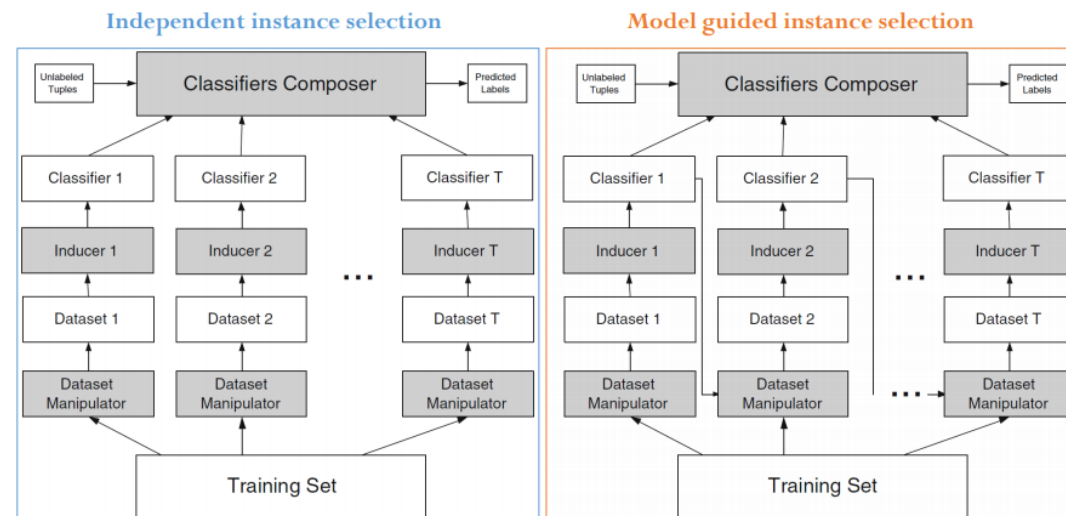 Independent instance selection
Unlabeled
Tuples
Classifiers Composer
Predicted
Labels
Classifier 1
Classifier 2
Classifier T
Inducer 1
Inducer 2
...
Inducer T
Dataset 1
Dataset 2
Dataset T
Dataset
Manipulator
Dataset
Manipulator
Dataset
Manipulator
Training Set
Model guided instance selection
Unlabeled
Tuples
Classifiers Composer
Predicted
Labels
Classifier 1
Classifier 2
Classifier T
Inducer 1
Inducer 2
...
Inducer T
Dataset 1
Dataset 2
Dataset T
Dataset
Manipulator
Dataset
Manipulator
...
Dataset
Manipulator
Training Set